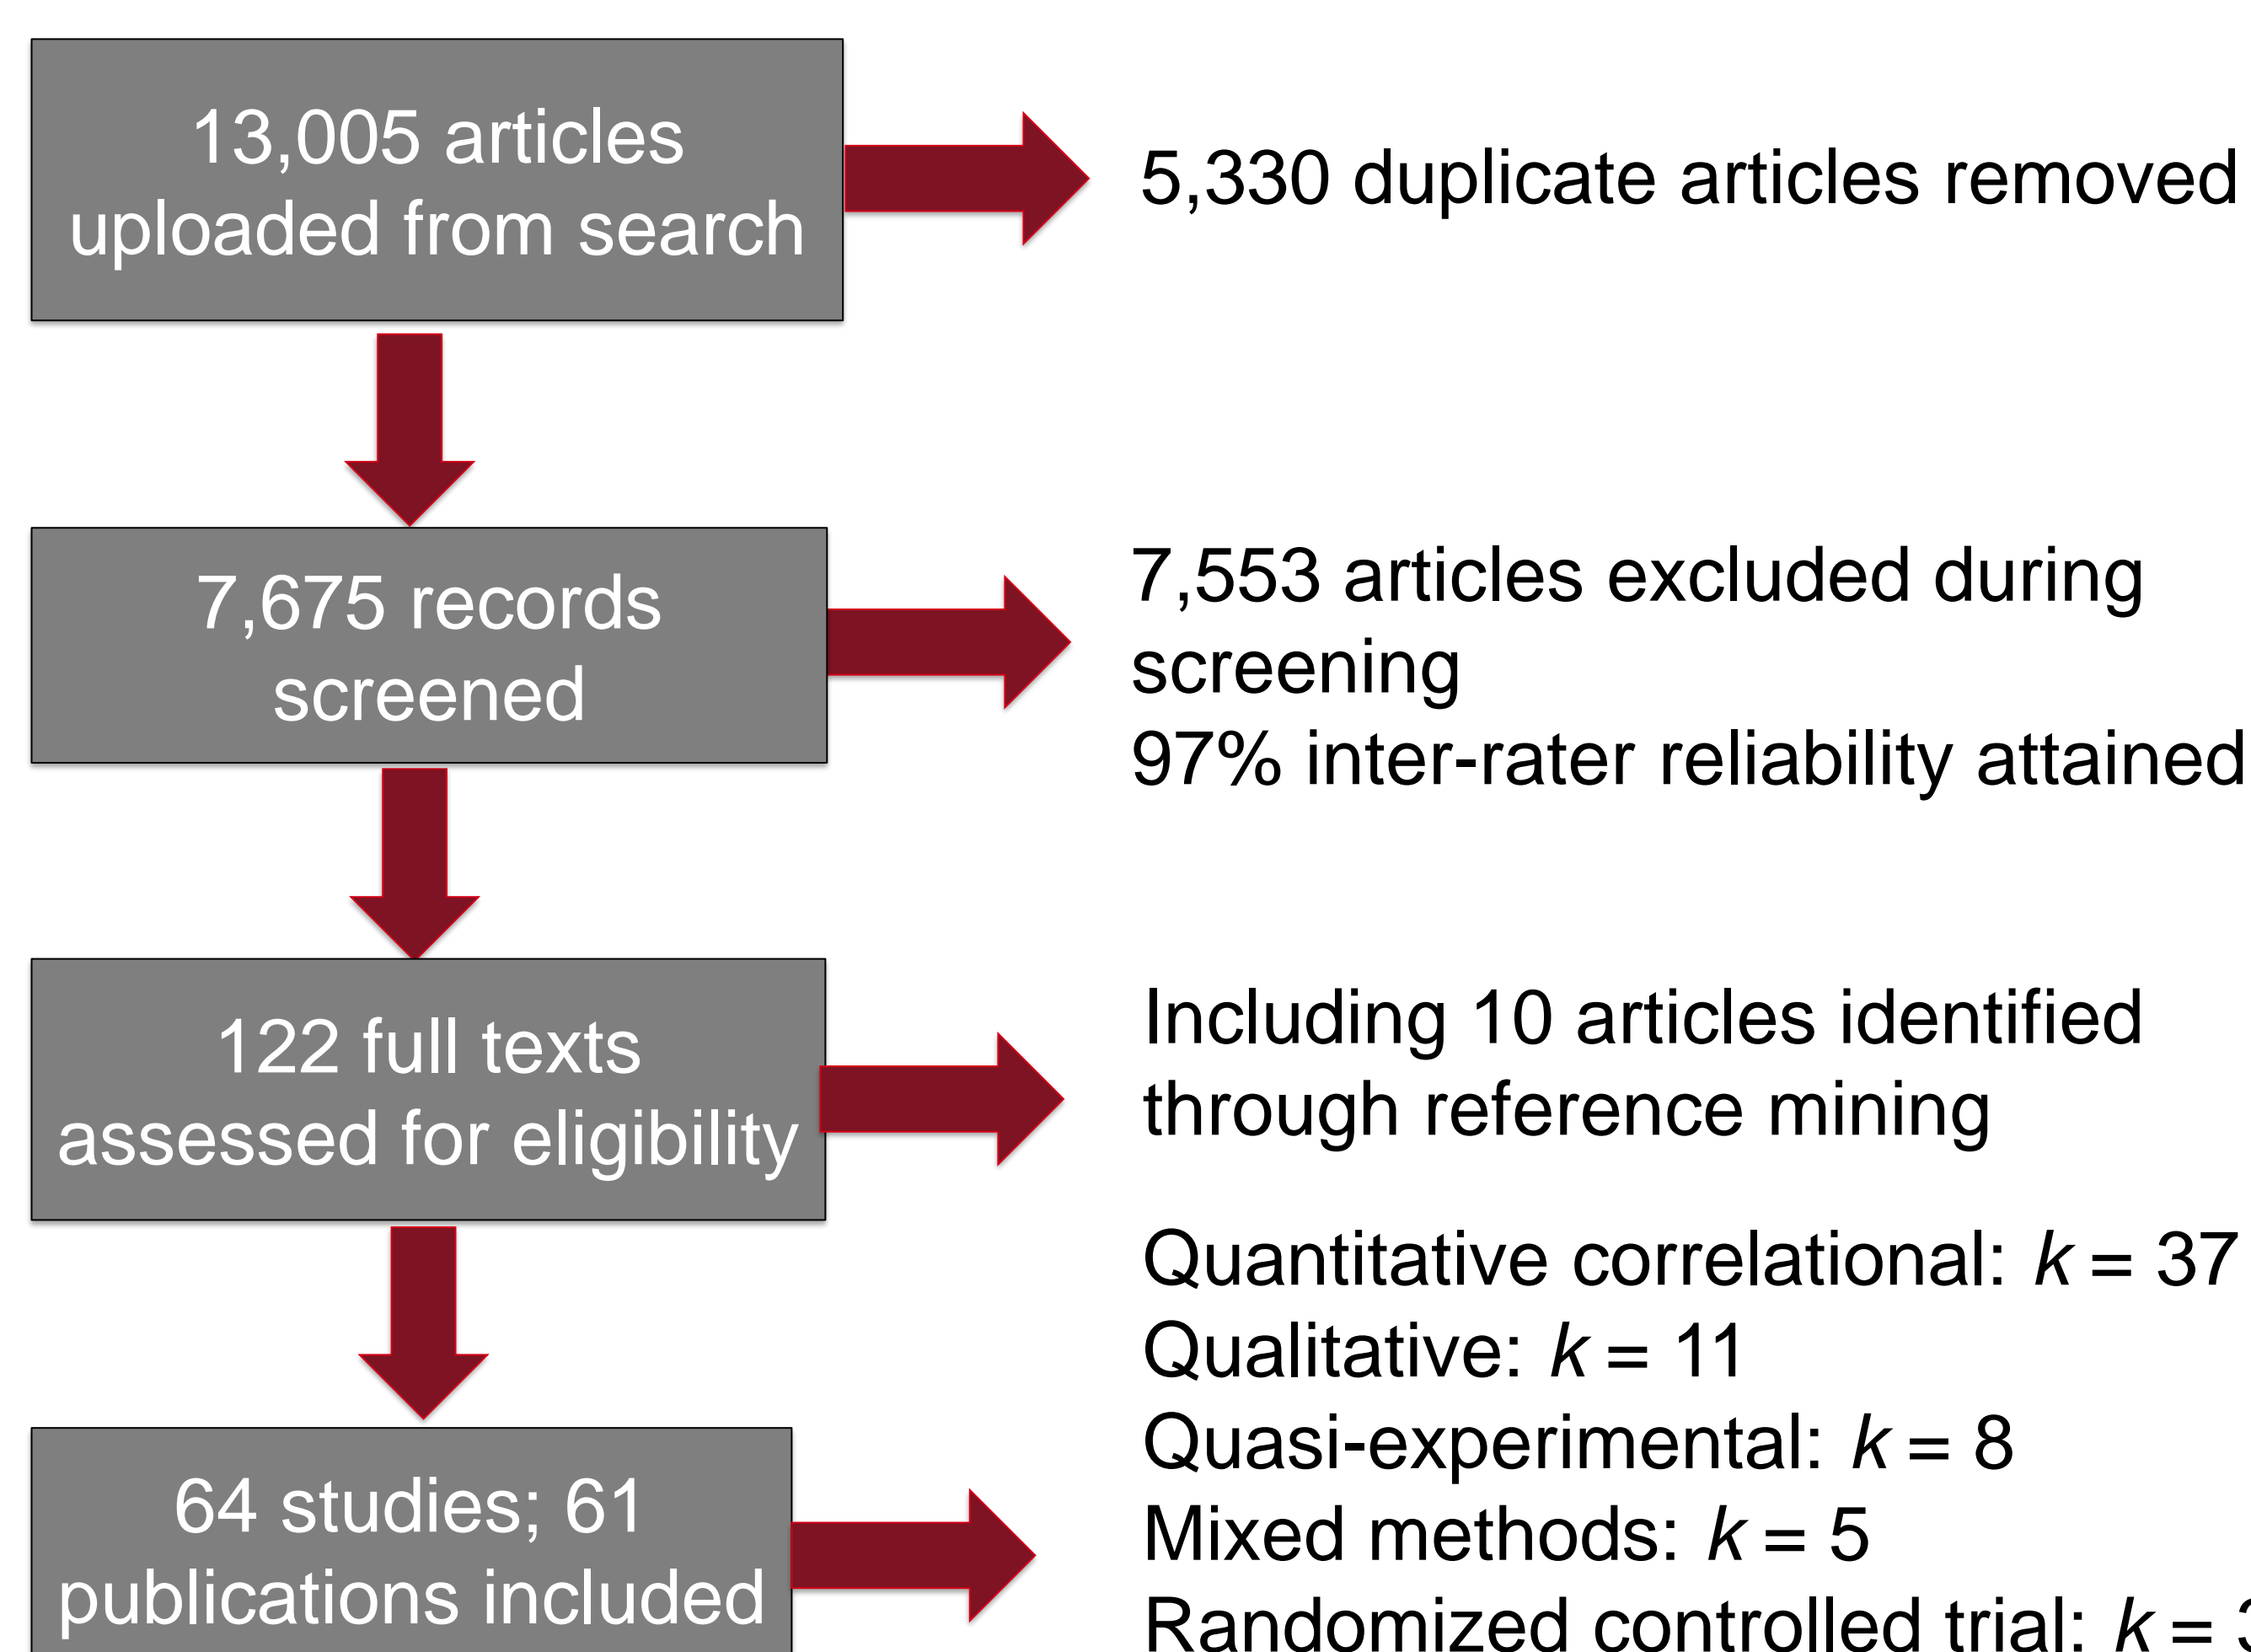 13,005 articles
uploaded from search
5,330 duplicate articles removed
7,675 records
screened
7,553 articles excluded during
screening
97% inter-rater reliability attained
122 full texts
assessed for eligibility
Including 10 articles identified
through reference mining
64 studies; 61
publications included
Quantitative correlational: k = 37
Qualitative: k = 11
Quasi-experimental: k = 8
Mixed methods: k = 5
Randomized controlled trial: k = 3